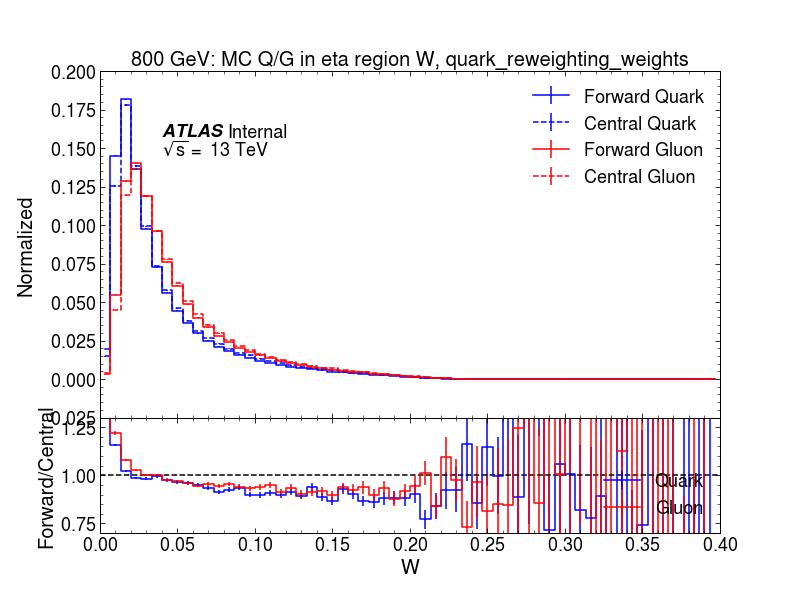 800 GeV: MC Q/G in eta region W, quark_reweighting_weights
0.200
0.175
0.150
0.125
0.100
0.075
0.050
0.025
0.000
0.025
Normalized
ATLAS Internal
√s = 13 TeV
Forward Quark
Central Quark
Forward Gluon
Central Gluon
1.25
1.00
0.75
Forward/Central
Quark
Gluon
0.00 0.05 0.10 0.15 0.20 0.25 0.30 0.35 0.40
W